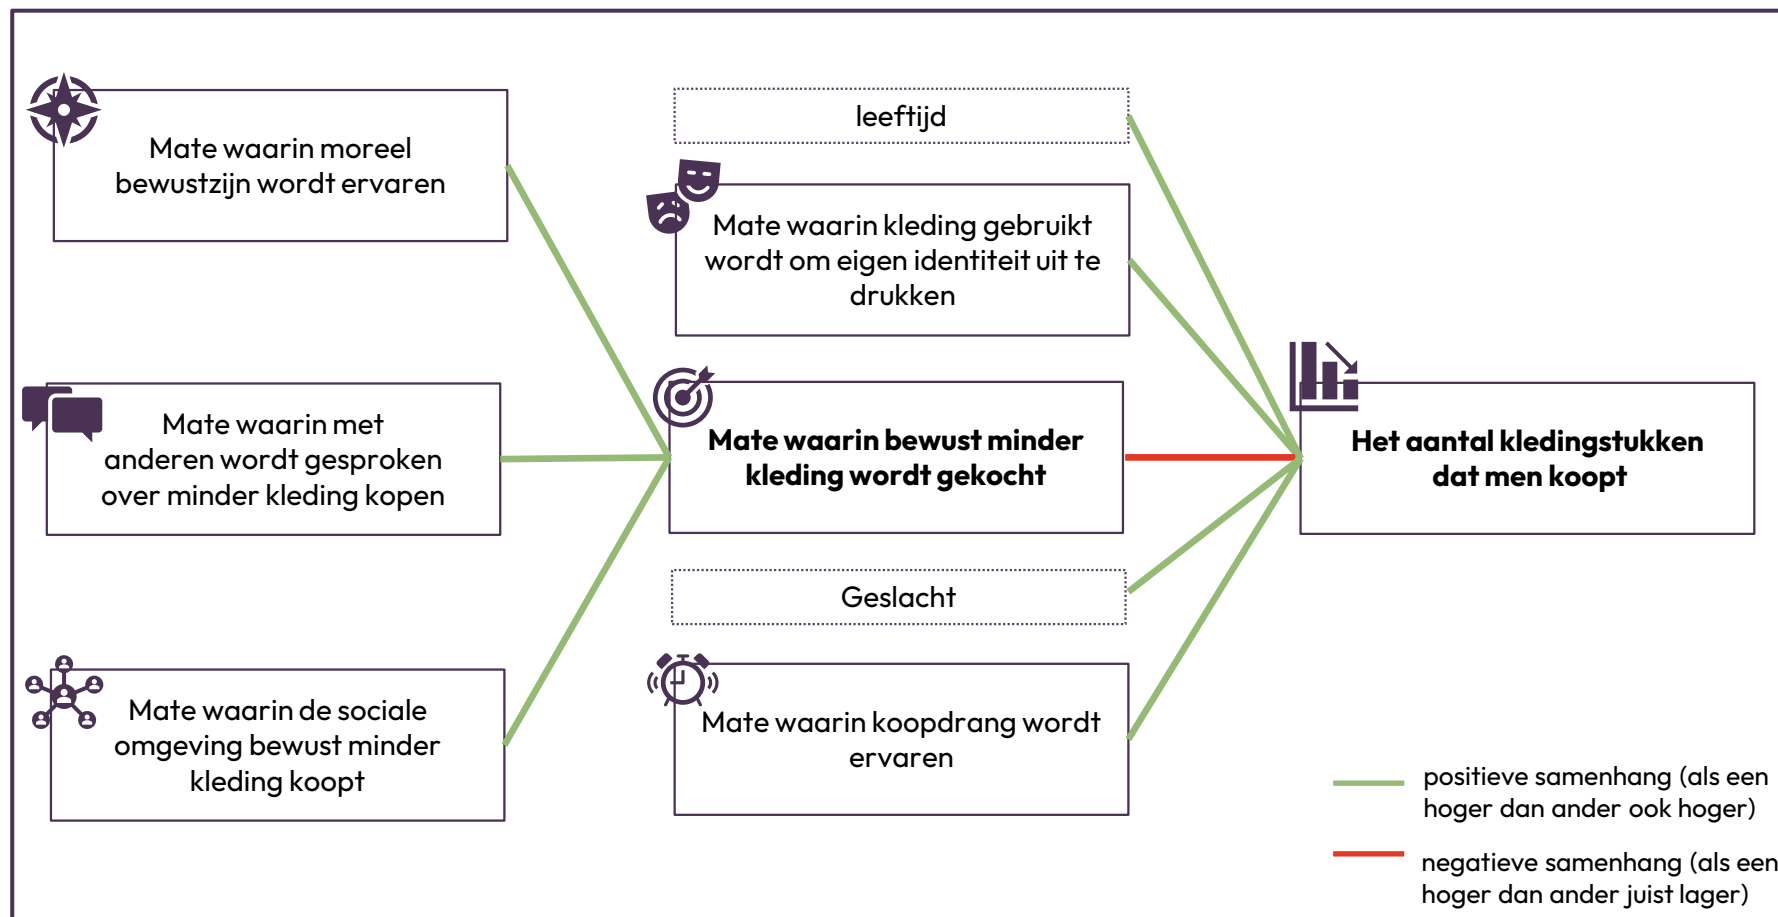 Mate waarin moreel
bewustzijn wordt ervaren
Mate waarin met
anderen wordt gesproken
over minder kleding kopen
Mate waarin de sociale
omgeving bewust minder
kleding koopt
leeftijd
Mate waarin kleding gebruikt
wordt om eigen identiteit uit te
drukken
Mate waarin bewust minder
kleding wordt gekocht
Geslacht
Mate waarin koopdrang wordt
ervaren
Het aantal kledingstukken
dat men koopt
positieve samenhang (als een
hoger dan ander ook hoger)
negatieve samenhang (als een
hoger dan ander juist lager)